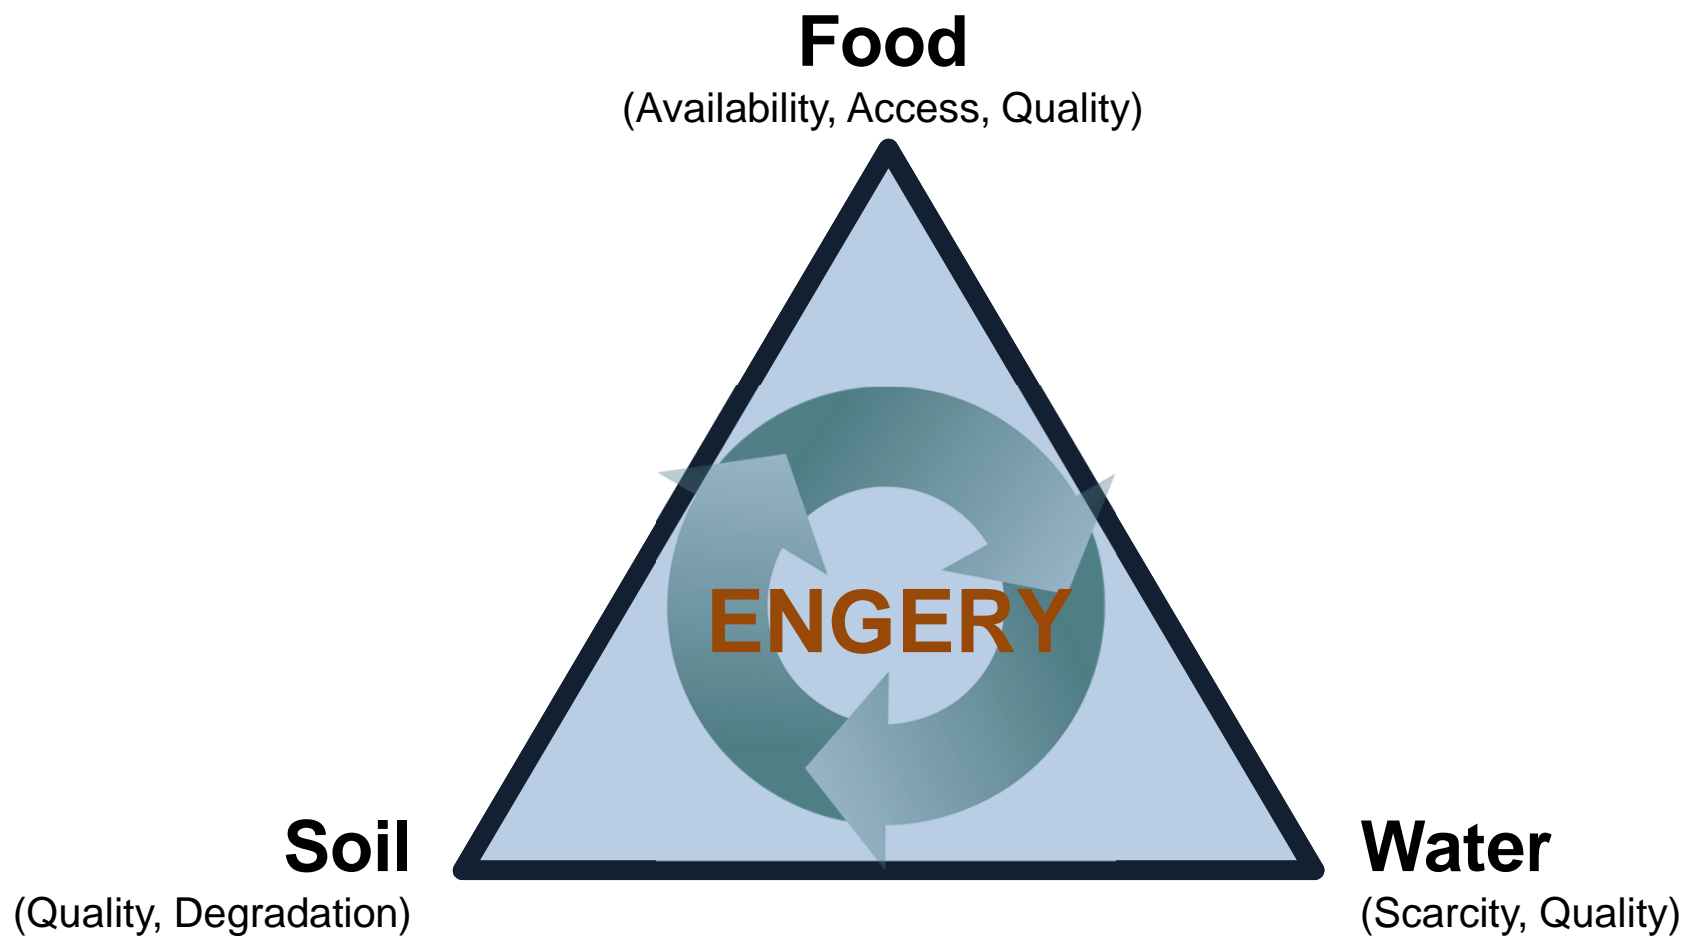 Food
(Availability, Access, Quality)
ENGERY
Soil
(Quality, Degradation)
Water
(Scarcity, Quality)